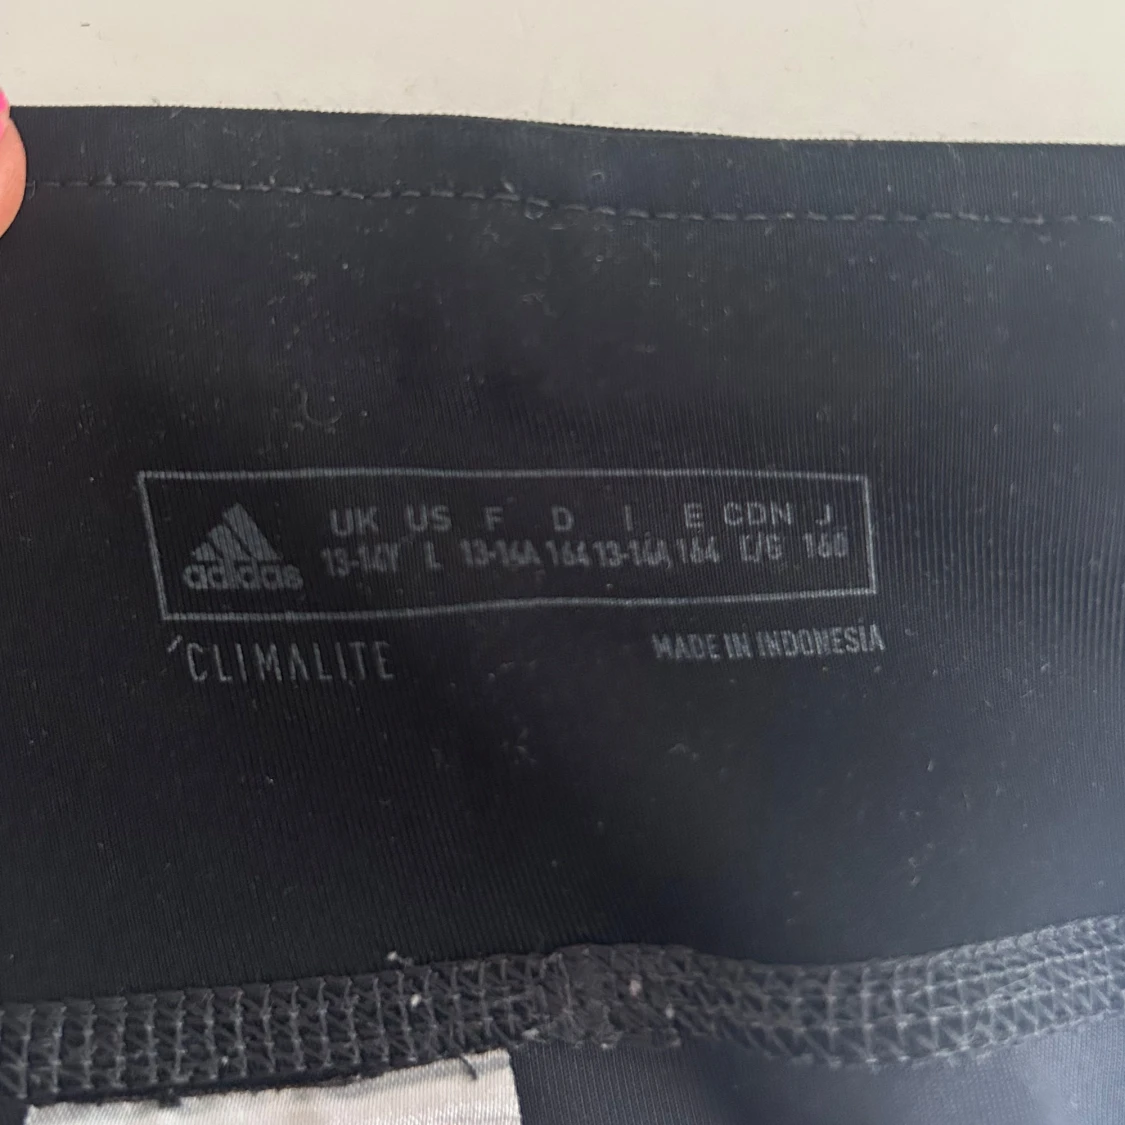 UK US F D I E CDN J
adidas 13-14Y L 13-14A 164 13-14A 164 L/G 160
CLIMALITE MADE IN INDONESIA